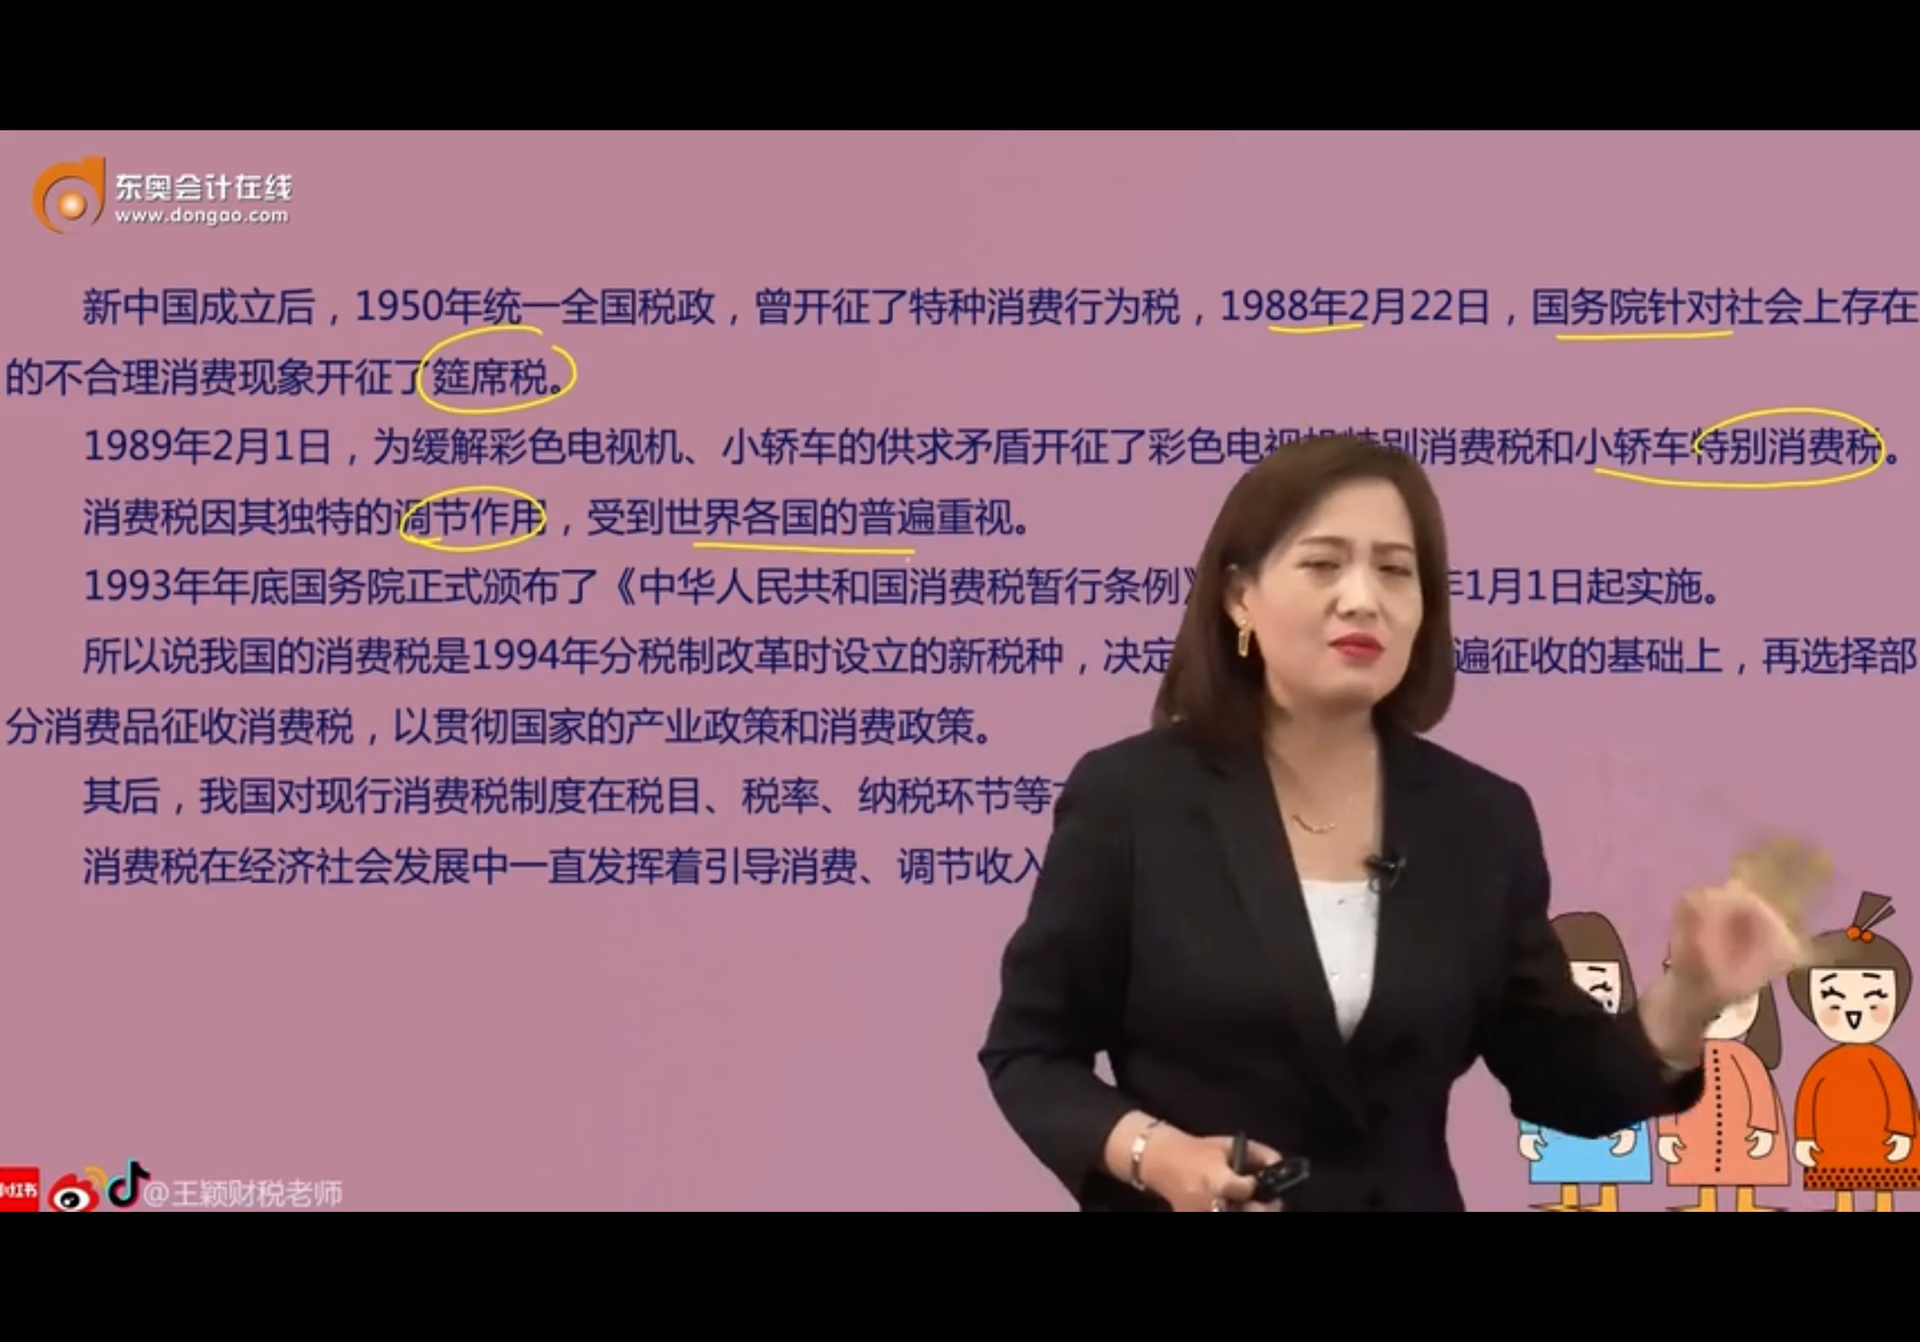 东奥会计在线
www.dongao.com
新中国成立后，1950年统一全国税政，曾开征了特种消费行为税，1988年2月22日，国务院针对社会上存在
的不合理消费现象开征了筵席税。
1989年2月1日，为缓解彩色电视机、小轿车的供求矛盾开征了彩色电视机特别消费税和小轿车特别消费税。
消费税因其独特的调节作用，受到世界各国的普遍重视。
1993年年底国务院正式颁布了《中华人民共和国消费税暂行条例》 年1月1日起实施。
所以说我国的消费税是1994年分税制改革时设立的新税种，决定 遍征收的基础上，再选择部
分消费品征收消费税，以贯彻国家的产业政策和消费政策。
其后，我国对现行消费税制度在税目、税率、纳税环节等
消费税在经济社会发展中一直发挥着引导消费、调节收入
小红书 @王颖财税老师